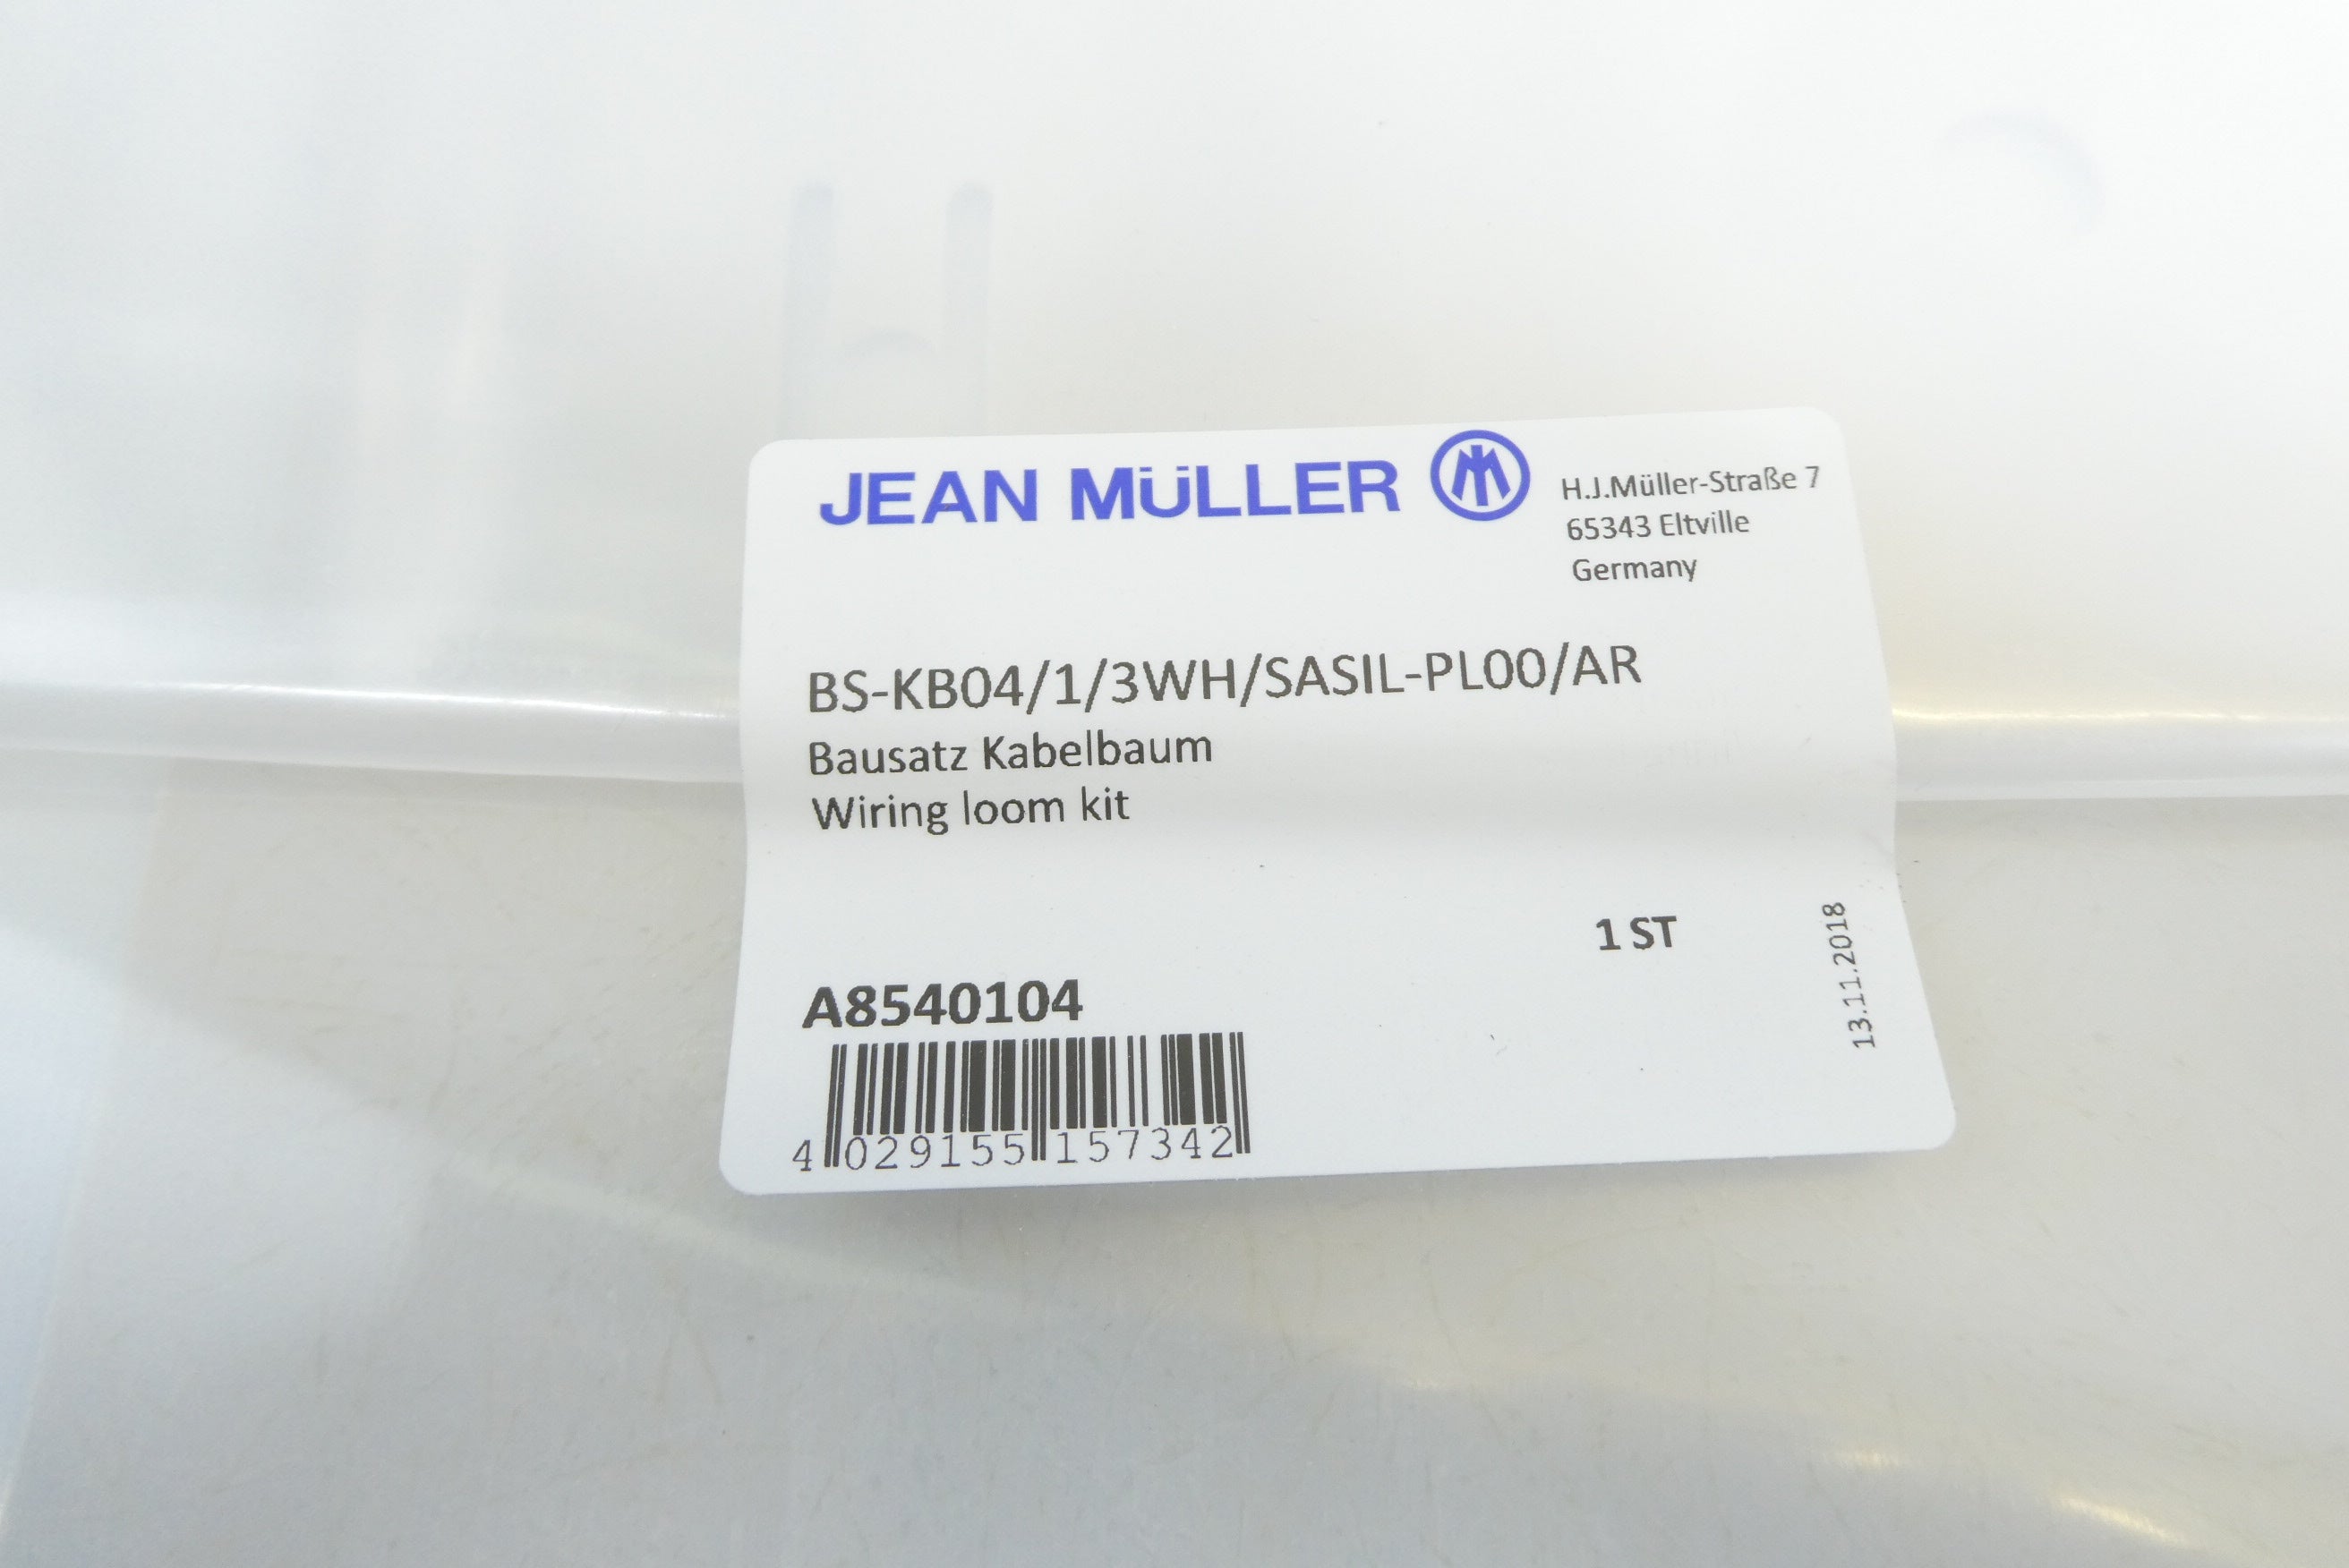 JEAN MÜLLER
H.J.Müller-Straße 7
65343 Eltville
Germany
BS-KB04/1/3WH/SASIL-PL00/AR
Bausatz Kabelbaum
Wiring loom kit
1 ST
13.11.2018
A8540104
4 029155 157342